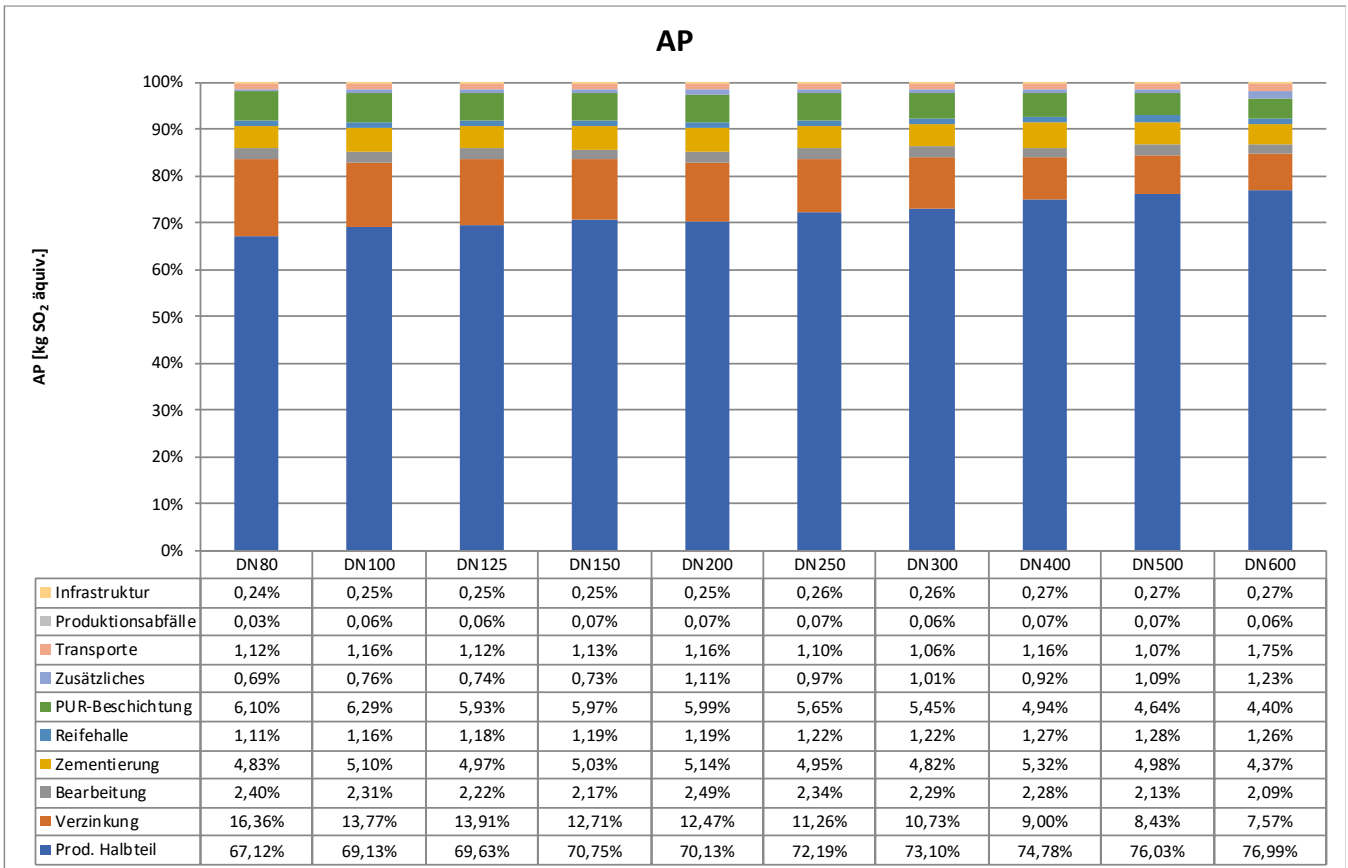 AP
100%
90%
80%
70%
60%
50%
40%
30%
20%
10%
0%
AP [kg SO₂ äquiv.]
DN80 DN100 DN125 DN150 DN200 DN250 DN300 DN400 DN500 DN600
Infrastruktur 0,24% 0,25% 0,25% 0,25% 0,25% 0,26% 0,26% 0,27% 0,27% 0,27%
Produktionsabfälle 0,03% 0,06% 0,06% 0,07% 0,07% 0,07% 0,06% 0,07% 0,07% 0,06%
Transporte 1,12% 1,16% 1,12% 1,13% 1,16% 1,10% 1,06% 1,16% 1,07% 1,75%
Zusätzliches 0,69% 0,76% 0,74% 0,73% 1,11% 0,97% 1,01% 0,92% 1,09% 1,23%
PUR-Beschichtung 6,10% 6,29% 5,93% 5,97% 5,99% 5,65% 5,45% 4,94% 4,64% 4,40%
Reifehalle 1,11% 1,16% 1,18% 1,19% 1,19% 1,22% 1,22% 1,27% 1,28% 1,26%
Zementierung 4,83% 5,10% 4,97% 5,03% 5,14% 4,95% 4,82% 5,32% 4,98% 4,37%
Bearbeitung 2,40% 2,31% 2,22% 2,17% 2,49% 2,34% 2,29% 2,28% 2,13% 2,09%
Verzinkung 16,36% 13,77% 13,91% 12,71% 12,47% 11,26% 10,73% 9,00% 8,43% 7,57%
Prod. Halbteil 67,12% 69,13% 69,63% 70,75% 70,13% 72,19% 73,10% 74,78% 76,03% 76,99%